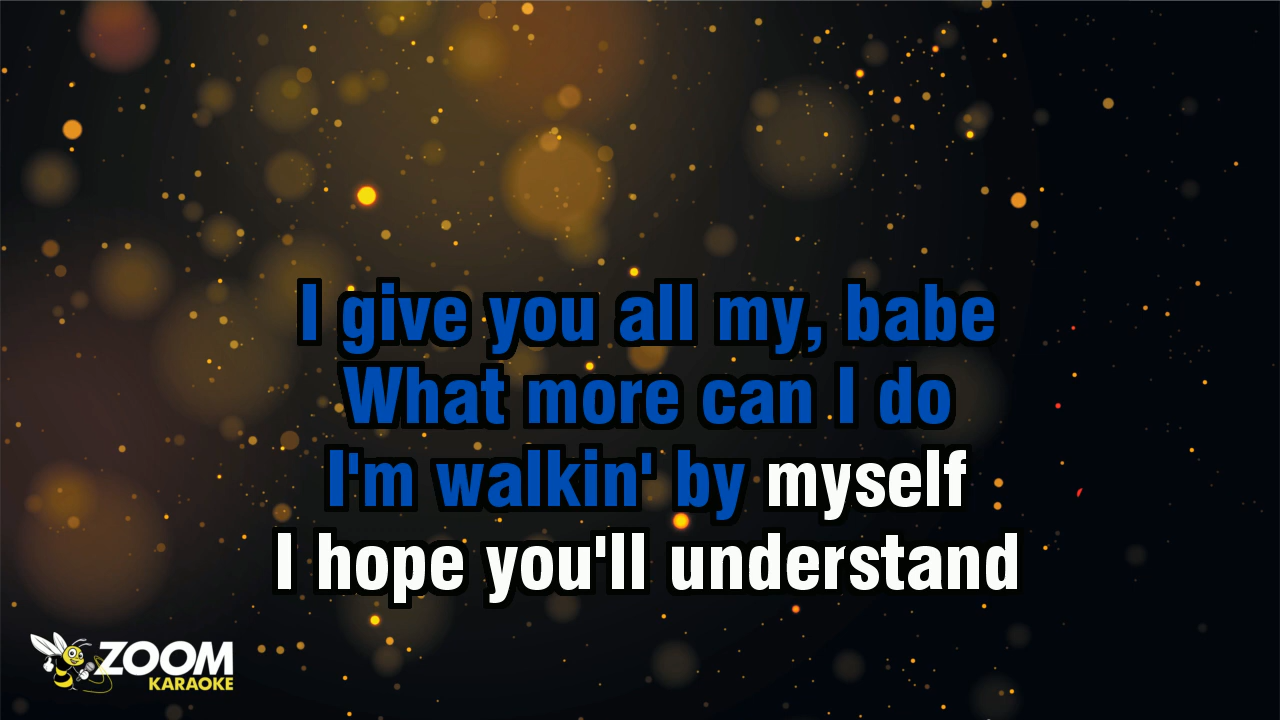 I give you all my, babe
What more can I do
I'm walkin' by myself
I hope you'll understand
ZOOM
KARAOKE